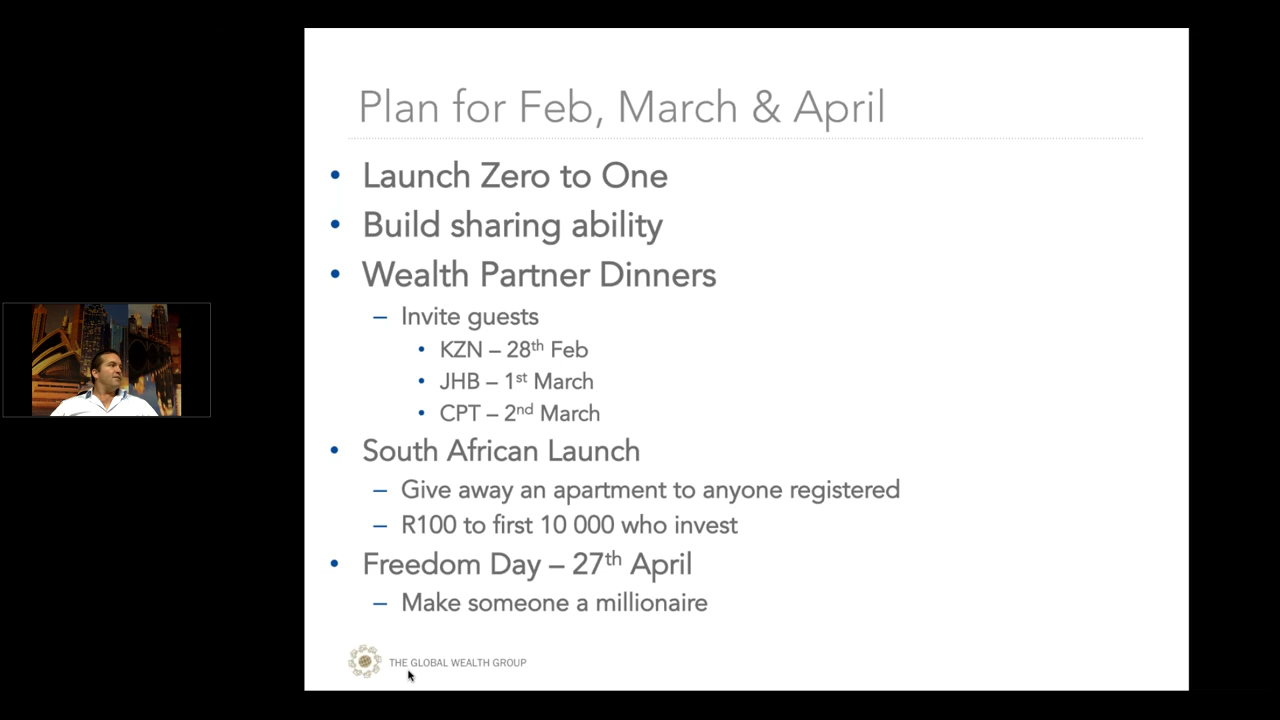 Plan for Feb, March & April
• Launch Zero to One
• Build sharing ability
• Wealth Partner Dinners
– Invite guests
• KZN – 28th Feb
• JHB – 1st March
• CPT – 2nd March
• South African Launch
– Give away an apartment to anyone registered
– R100 to first 10 000 who invest
• Freedom Day – 27th April
– Make someone a millionaire
THE GLOBAL WEALTH GROUP